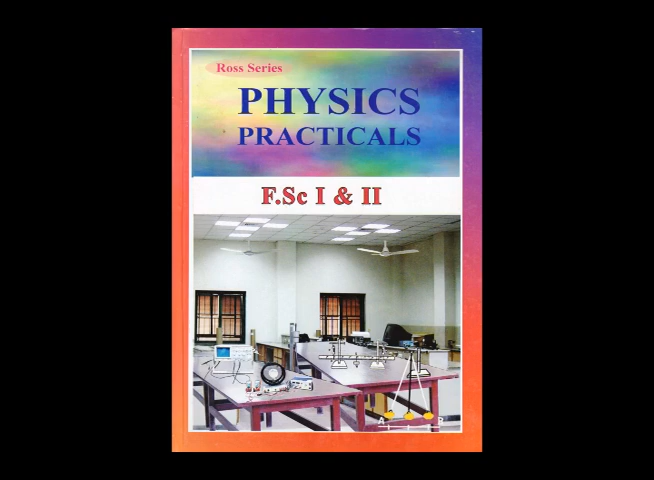 Ross Series
PHYSICS
PRACTICALS
F.Sc I & II
A